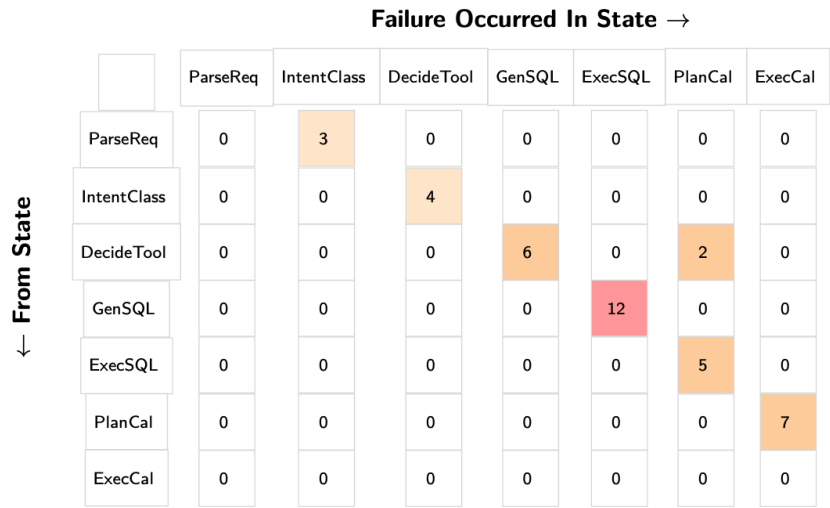 Failure Occurred In State →
ParseReq IntentClass DecideTool GenSQL ExecSQL PlanCal ExecCal
← From State
ParseReq 0 3 0 0 0 0 0
IntentClass 0 0 4 0 0 0 0
DecideTool 0 0 0 6 0 2 0
GenSQL 0 0 0 0 12 0 0
ExecSQL 0 0 0 0 0 5 0
PlanCal 0 0 0 0 0 0 7
ExecCal 0 0 0 0 0 0 0